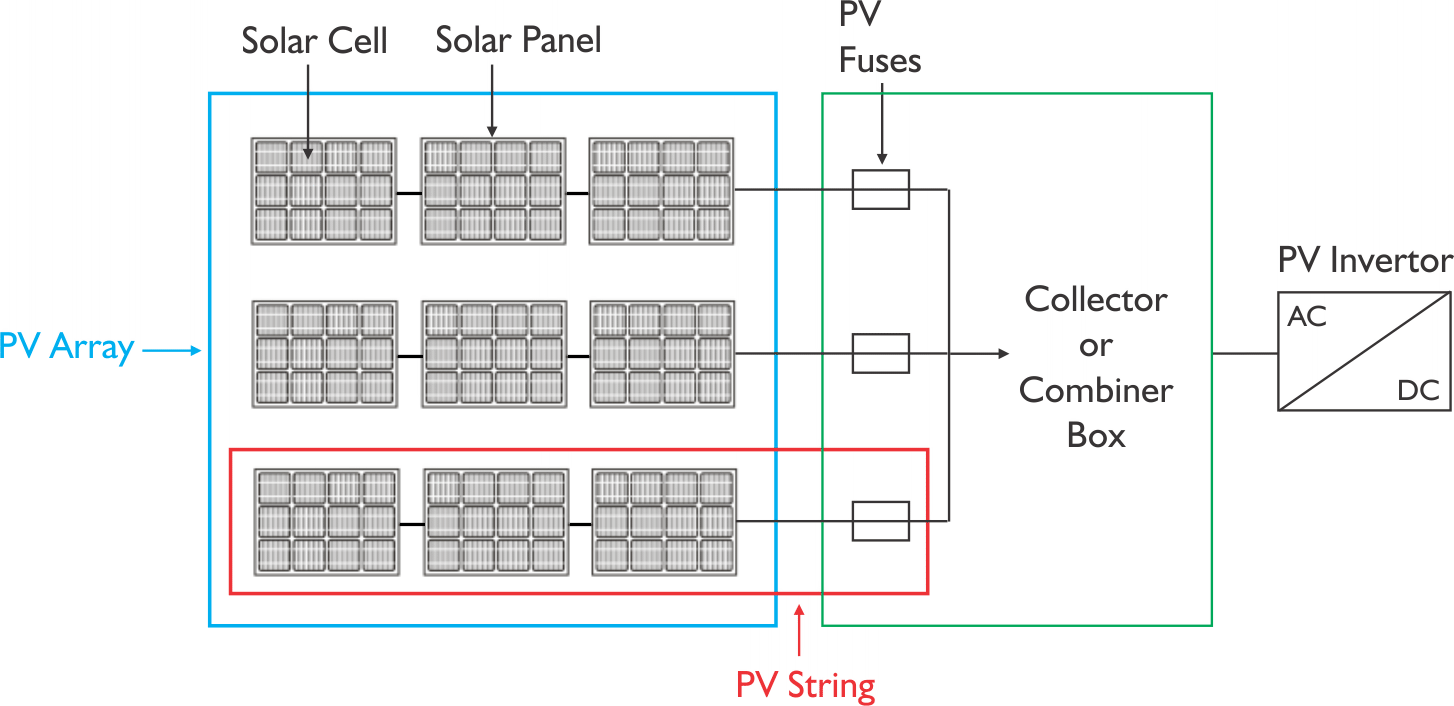 Solar Cell
Solar Panel
PV
Fuses
PV Array
Collector
or
Combiner
Box
PV Invertor
AC
DC
PV String